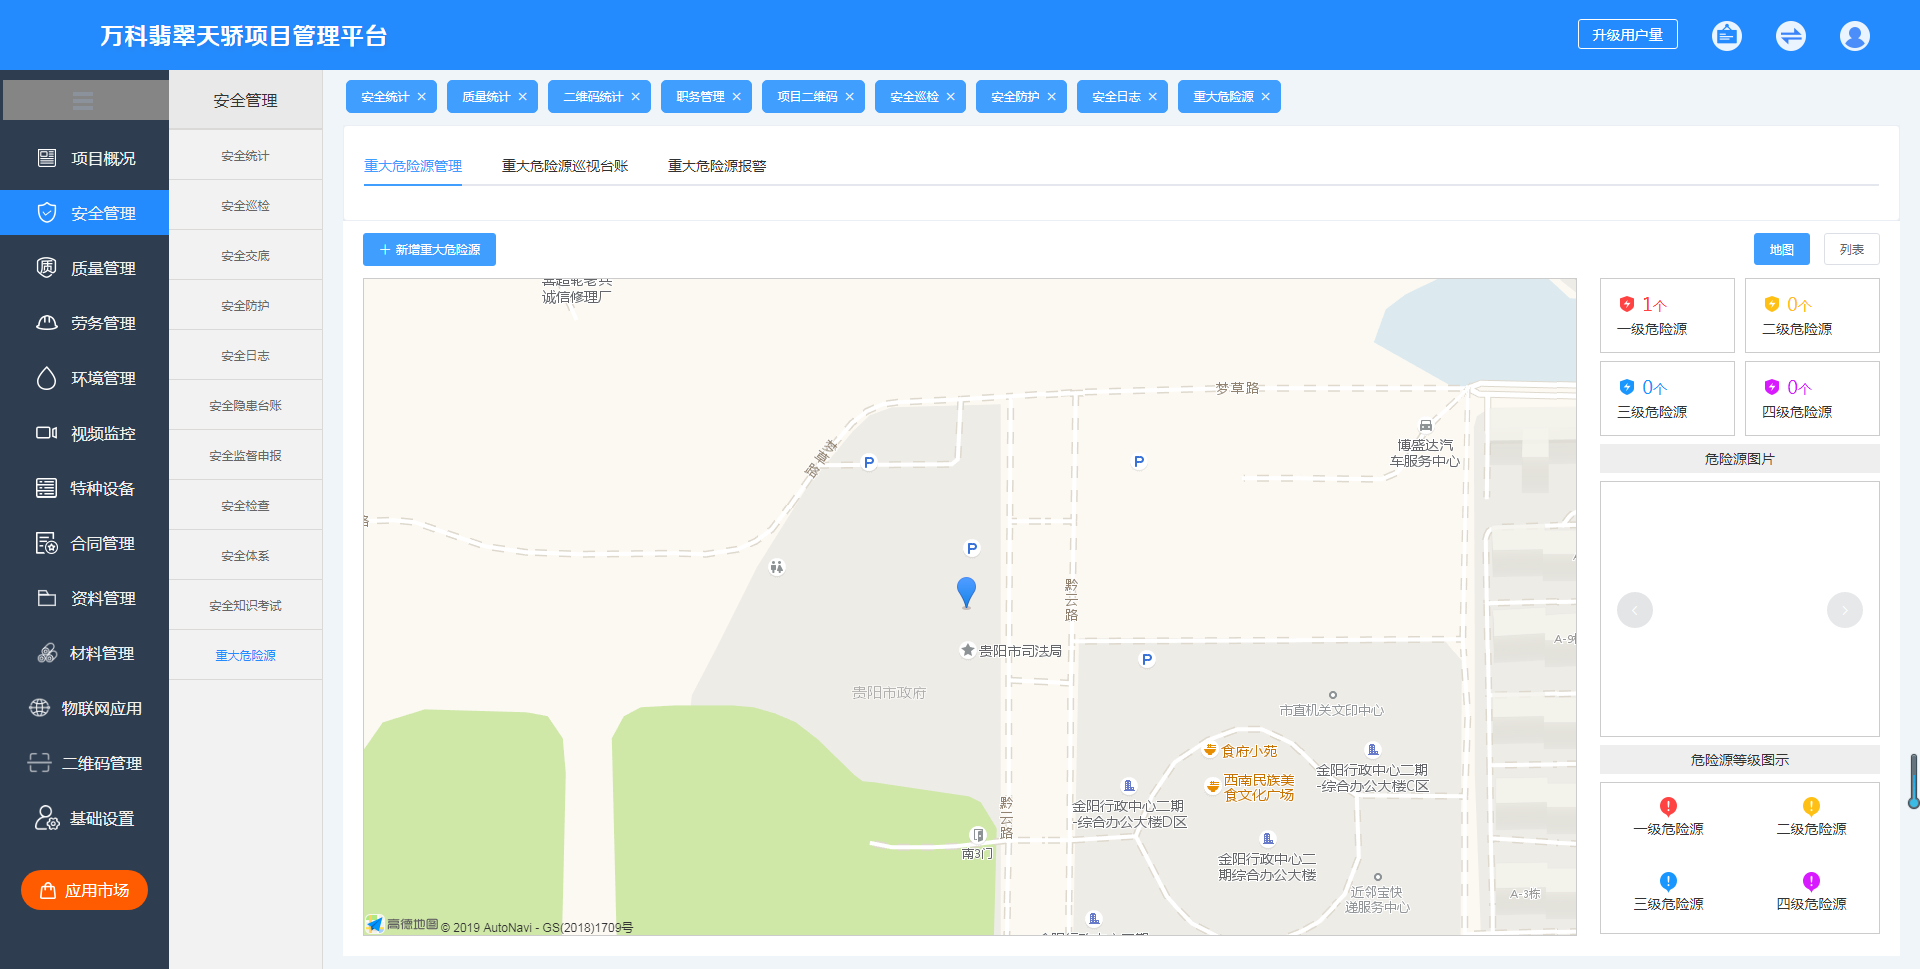 万科翡翠天骄项目管理平台
升级用户量
项目概况
安全管理
质量管理
劳务管理
环境管理
视频监控
特种设备
合同管理
资料管理
材料管理
物联网应用
二维码管理
基础设置
应用市场
安全管理
安全统计
安全巡检
安全交底
安全防护
安全日志
安全隐患台账
安全监督申报
安全检查
安全体系
安全知识考试
重大危险源
安全统计 × 质量统计 × 二维码统计 × 职务管理 × 项目二维码 × 安全巡检 × 安全防护 × 安全日志 × 重大危险源 ×
重大危险源管理 重大危险源巡视台账 重大危险源报警
+ 新增重大危险源
地图 列表
诚信修理厂
梦草路
博盛达汽
车服务中心
梦草路
P
P
路
P
黔云路
贵阳市司法局
P
贵阳市政府
A-9
市直机关文印中心
食府小苑
西南民族美
食文化广场
金阳行政中心二期
-综合办公大楼C区
金阳行政中心二期
-综合办公大楼D区
黔云路
南3门
金阳行政中心二
期综合办公大楼
近邻宝快
递服务中心
A-3栋
高德地图 © 2019 AutoNavi - GS(2018)1709号
1个
一级危险源
0个
二级危险源
0个
三级危险源
0个
四级危险源
危险源图片
危险源等级图示
一级危险源
二级危险源
三级危险源
四级危险源